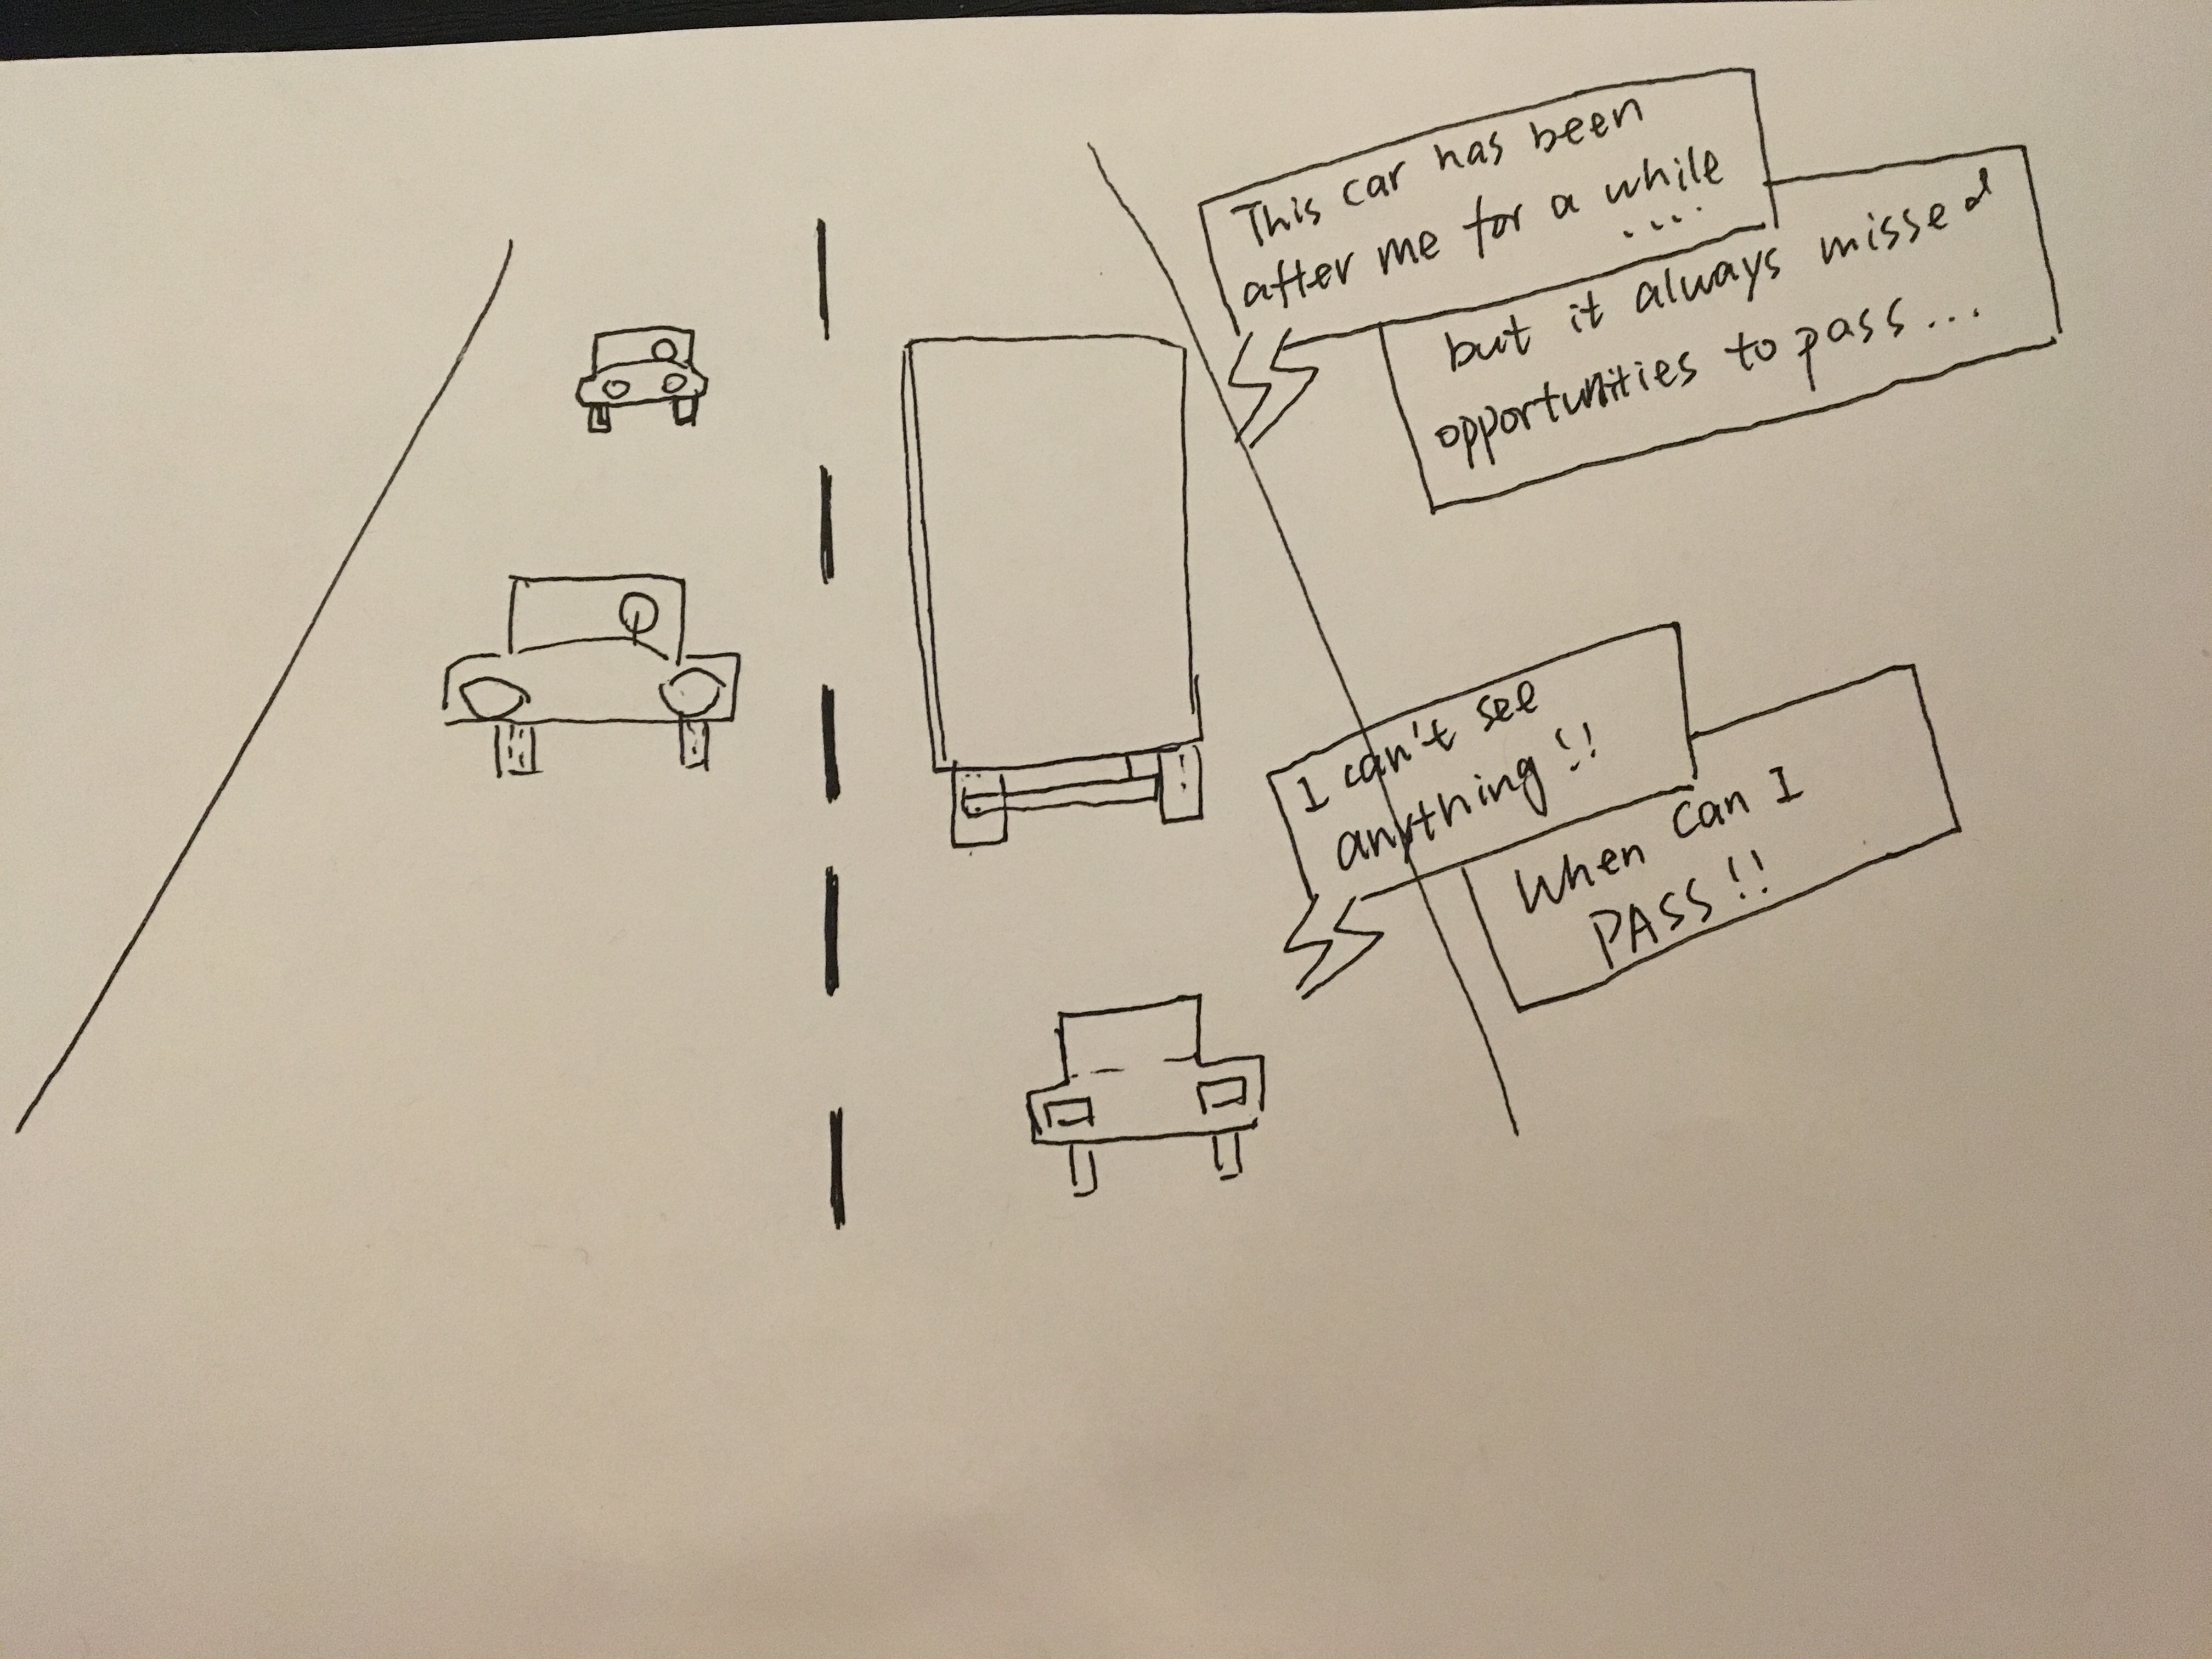 This car has been
after me for a while
...
but it always missed
opportunities to pass...
I can't see
anything!!
When can I
PASS!!